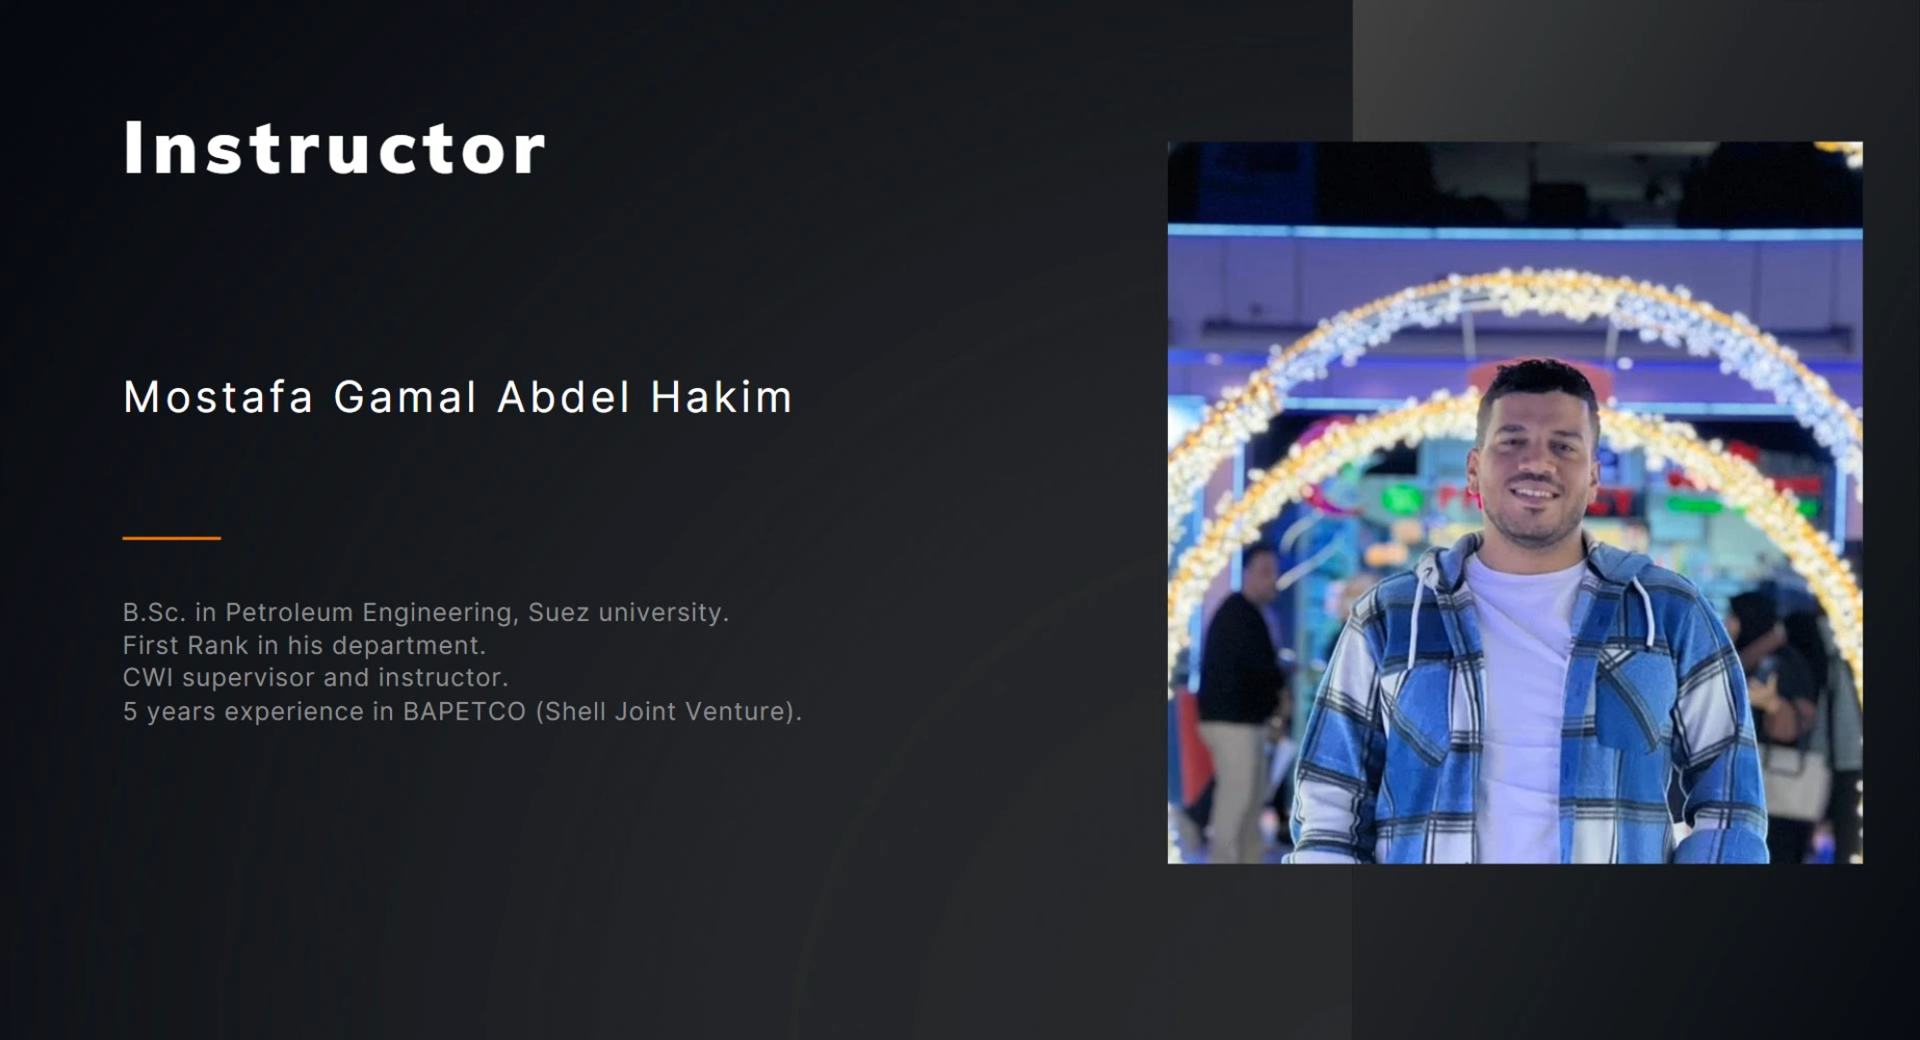 Instructor
Mostafa Gamal Abdel Hakim
B.Sc. in Petroleum Engineering, Suez university.
First Rank in his department.
CWI supervisor and instructor.
5 years experience in BAPETCO (Shell Joint Venture).